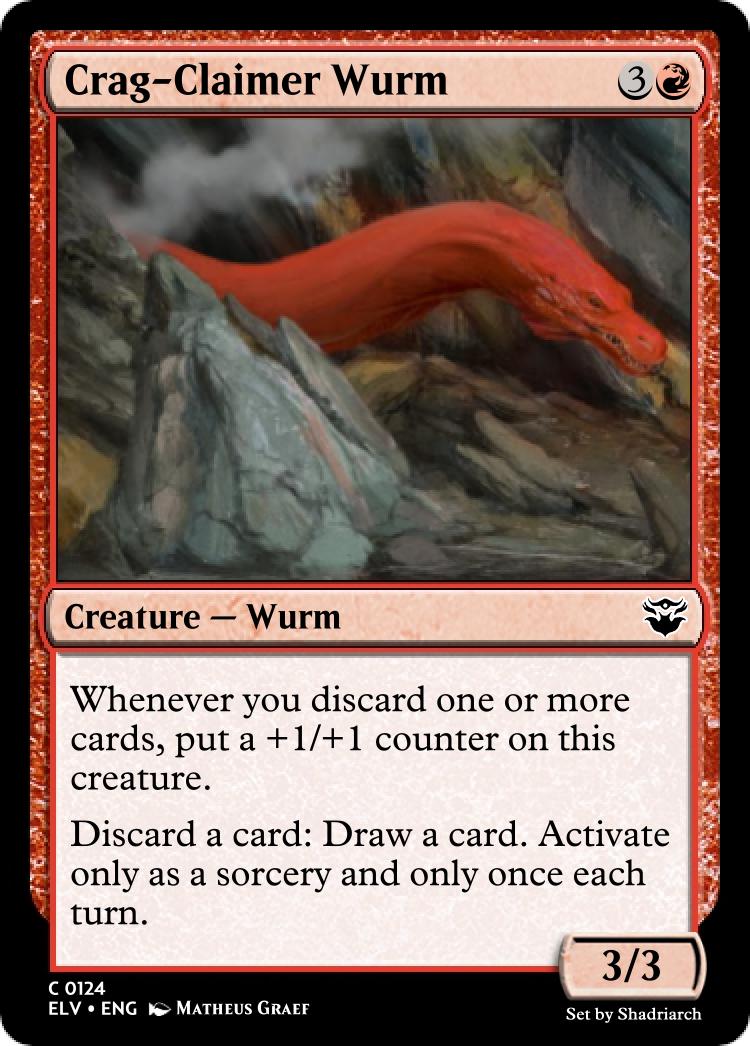 Crag-Claimer Wurm 3
Creature — Wurm
Whenever you discard one or more
cards, put a +1/+1 counter on this
creature.
Discard a card: Draw a card. Activate
only as a sorcery and only once each
turn.
3/3
C 0124
ELV • ENG Matheus Graef
Set by Shadriarch